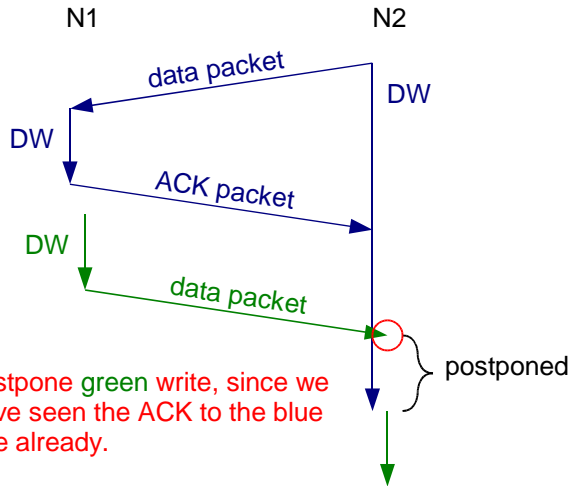 N1 N2
data packet
DW
DW
ACK packet
DW
data packet
postponed
stpone green write, since we
ve seen the ACK to the blue
e already.